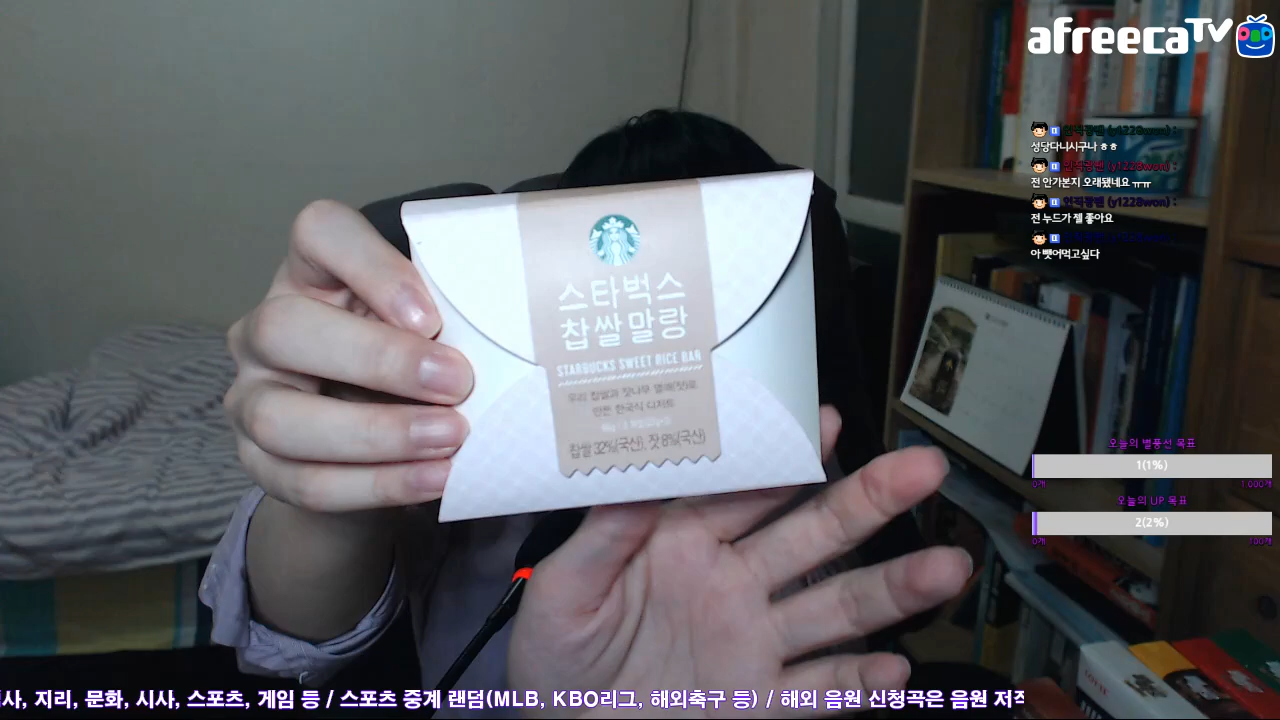 afreecaTV
(y1228won) :
성당다니시구나 ㅎㅎ
(y1228won) :
전 안가본지 오래됐네요 ㅠㅠ
(y1228won) :
전 누드가 젤 좋아요
(y1228won) :
아 뺏어먹고싶다
스타벅스
찹쌀말랑
STARBUCKS SWEET RICE BAR
우리 찹쌀과 잣나무 열매(잣)로
만든 한국식 디저트
찹쌀 32%(국산), 잣 8%(국산)
오늘의 별풍선 목표
1(1%)
0개 1,000개
오늘의 UP 목표
2(2%)
0개 100개
사, 지리, 문화, 시사, 스포츠, 게임 등 / 스포츠 중계 랜덤(MLB, KBO리그, 해외축구 등) / 해외 음원 신청곡은 음원 저작